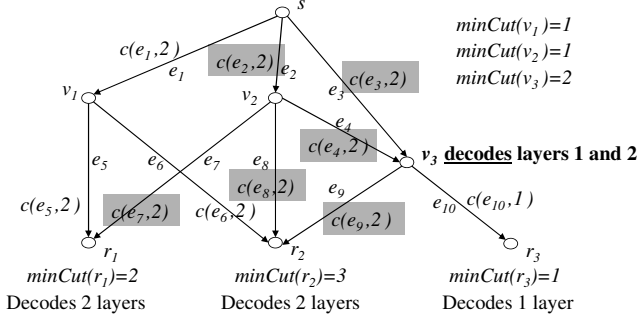 s
minCut(v1)=1
minCut(v2)=1
minCut(v3)=2
c(e1,2)
e1
c(e2,2)
e2
c(e3,2)
e3
v1
v2
e4
c(e4,2)
v3 decodes layers 1 and 2
e5
e6
e7
e8
c(e8,2)
e9
e10
c(e10,1)
c(e5,2)
c(e7,2)
c(e6,2)
c(e9,2)
r1
r2
r3
minCut(r1)=2
Decodes 2 layers
minCut(r2)=3
Decodes 2 layers
minCut(r3)=1
Decodes 1 layer